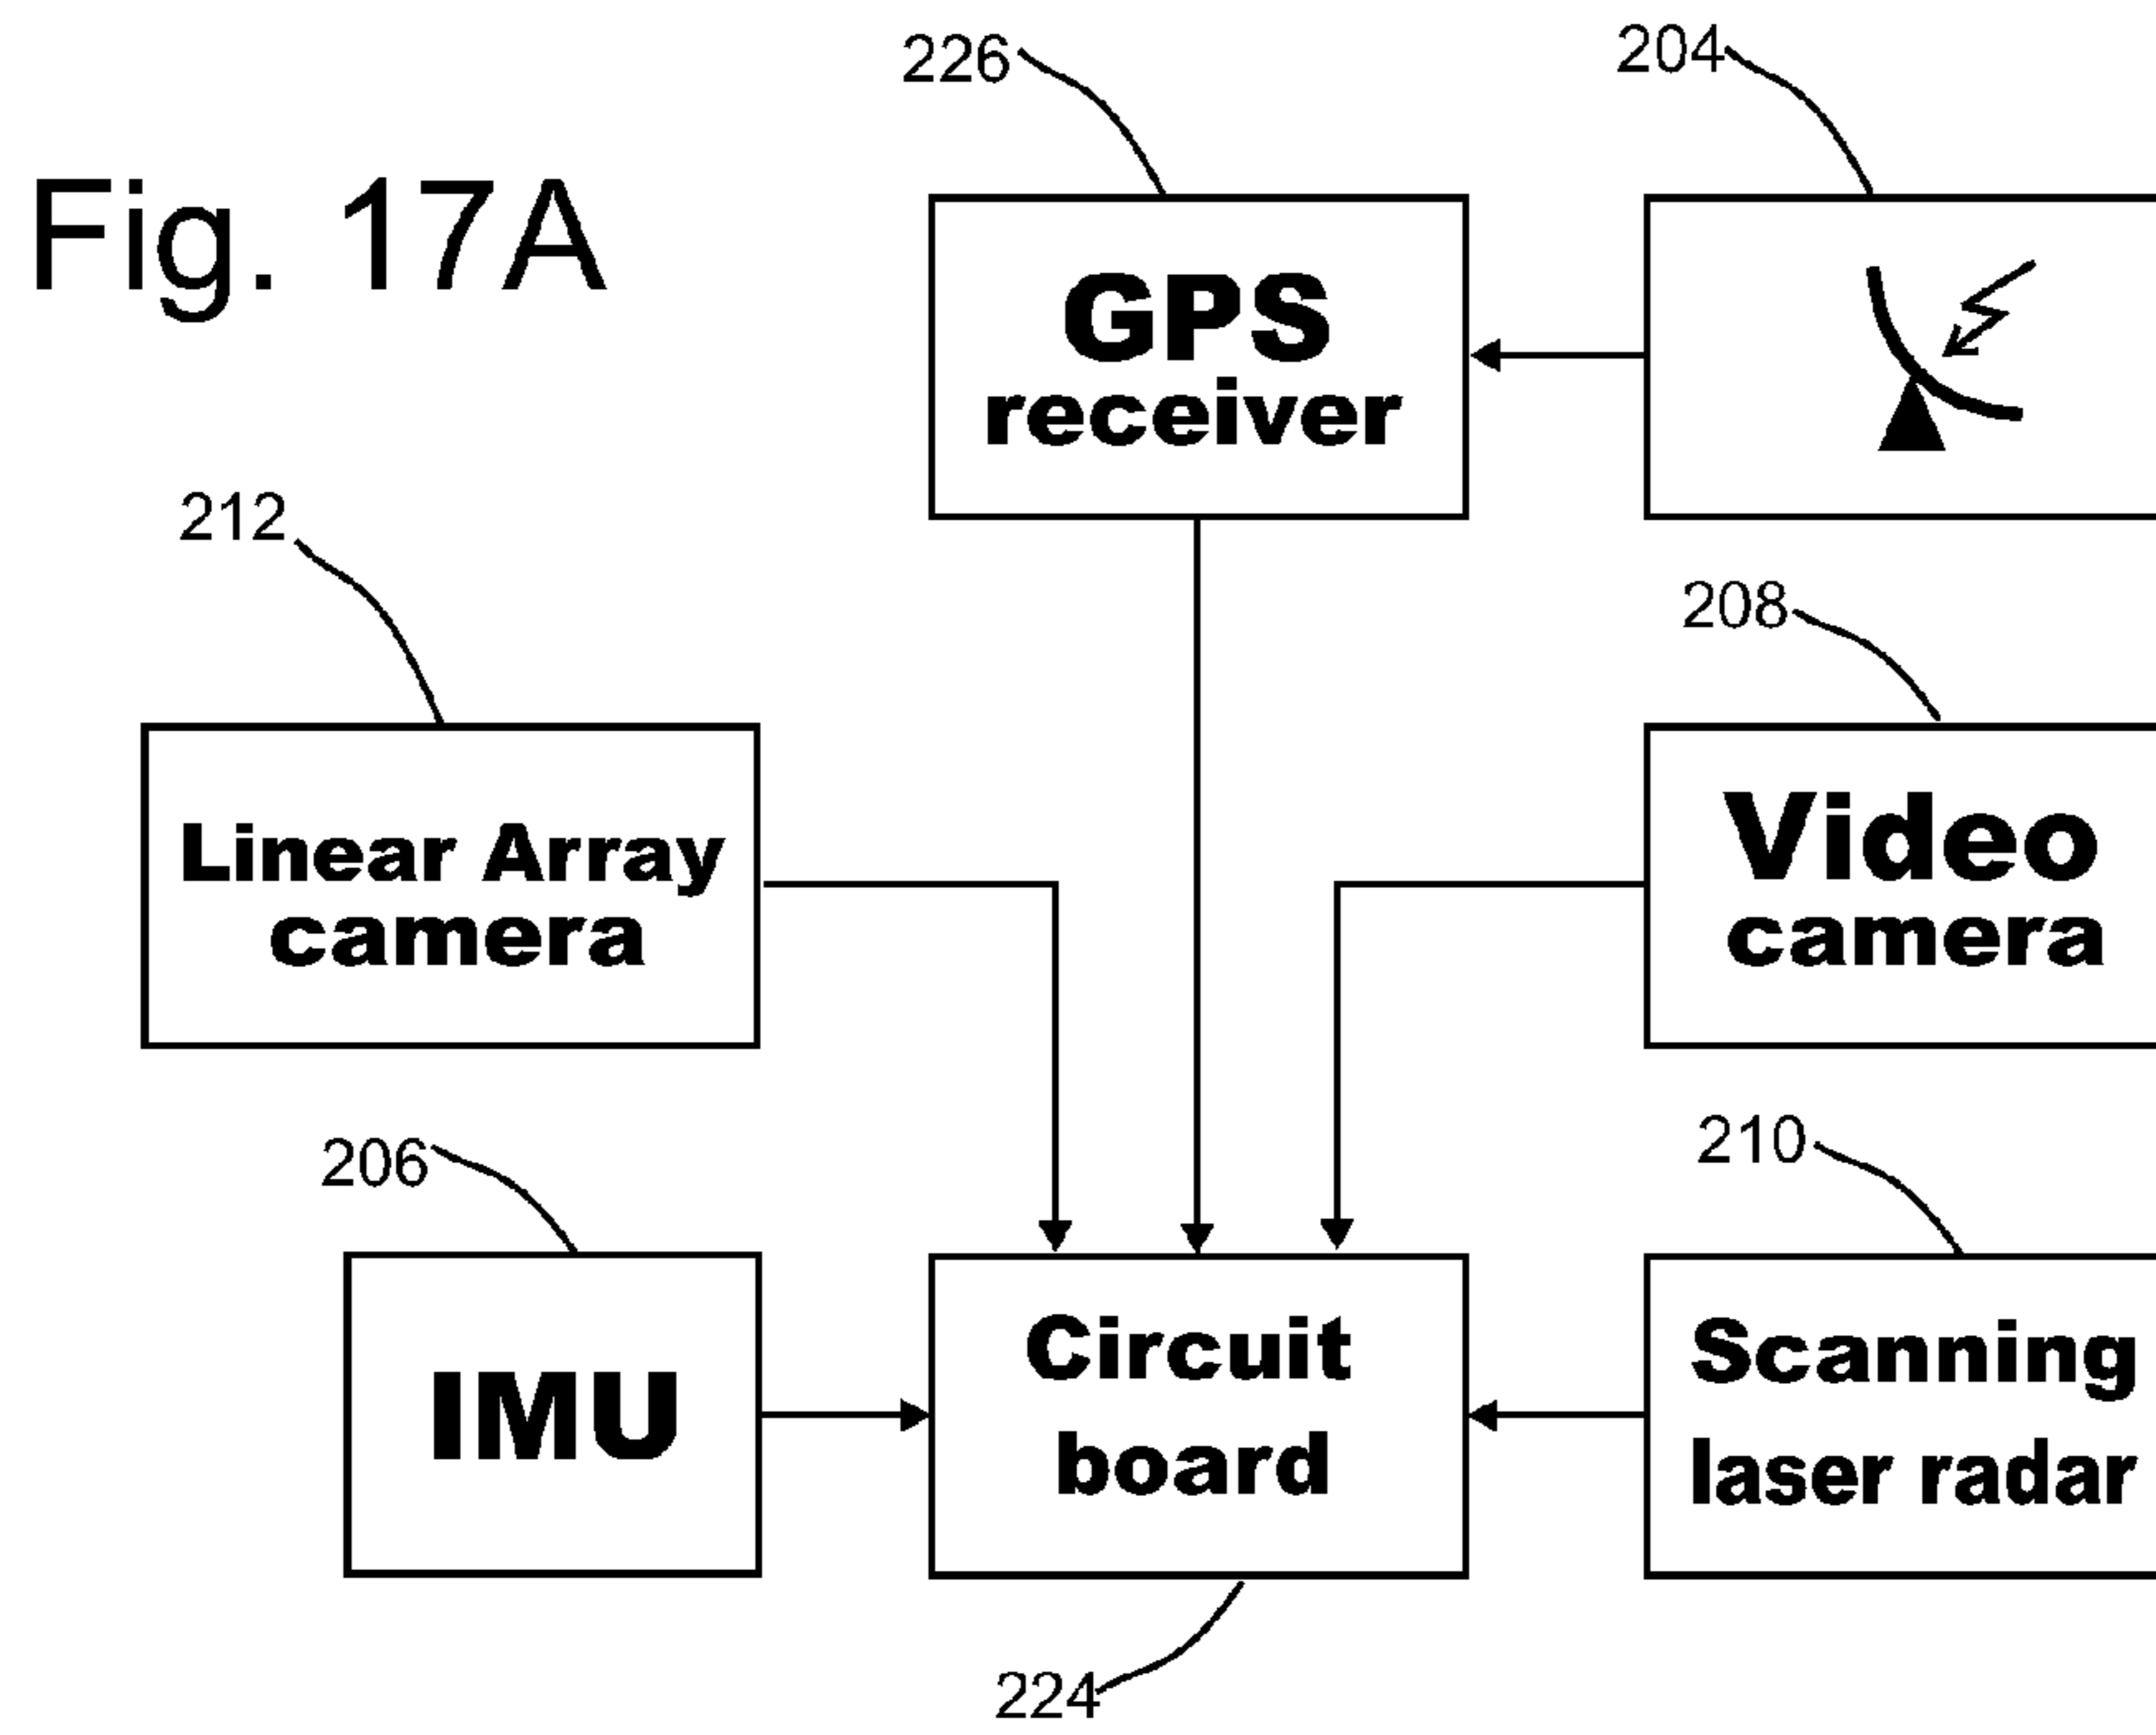 226
204
Fig. 17A
GPS
receiver
212
208
Linear Array
camera
Video
camera
206
210
IMU
Circuit
board
Scanning
laser radar
224